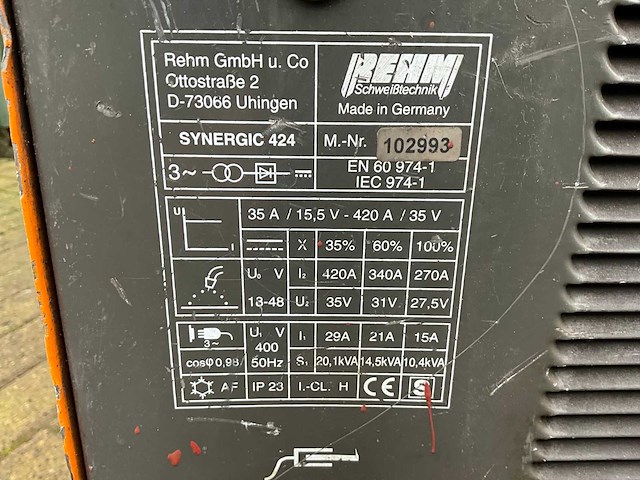 Rehm GmbH u. Co
Ottostraße 2
D-73066 Uhingen
REHM
Schweißtechnik
Made in Germany
SYNERGIC 424
M.-Nr. 102993
3~
EN 60 974-1
IEC 974-1
U
I
35 A / 15,5 V - 420 A / 35 V
X 35% 60% 100%
U₀ V
13-48
I₂ 420A 340A 270A
U₂ 35V 31V 27,5V
3~
U₁ V
400
50Hz
I₁ 29A 21A 15A
cosφ 0,98
S₁ 20,1kVA 14,5kVA 10,4kVA
AF IP 23 I.-CL. H CE S